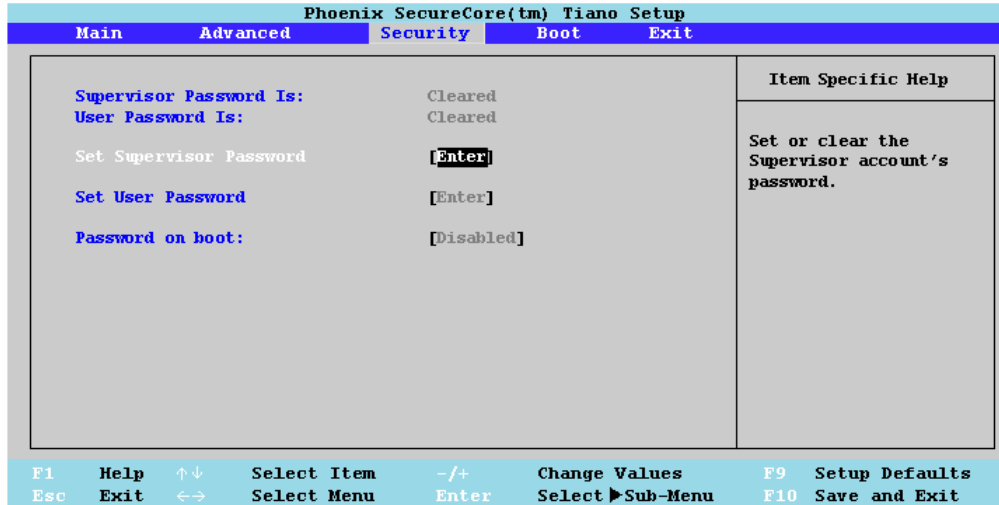 Phoenix SecureCore(tm) Tiano Setup
Main Advanced Security Boot Exit
Supervisor Password Is: Cleared
User Password Is: Cleared
Set Supervisor Password [Enter]
Set User Password [Enter]
Password on boot: [Disabled]
Item Specific Help
Set or clear the
Supervisor account's
password.
F1 Help ↑↓ Select Item -/+ Change Values F9 Setup Defaults
Esc Exit ←→ Select Menu Enter Select ▶Sub-Menu F10 Save and Exit